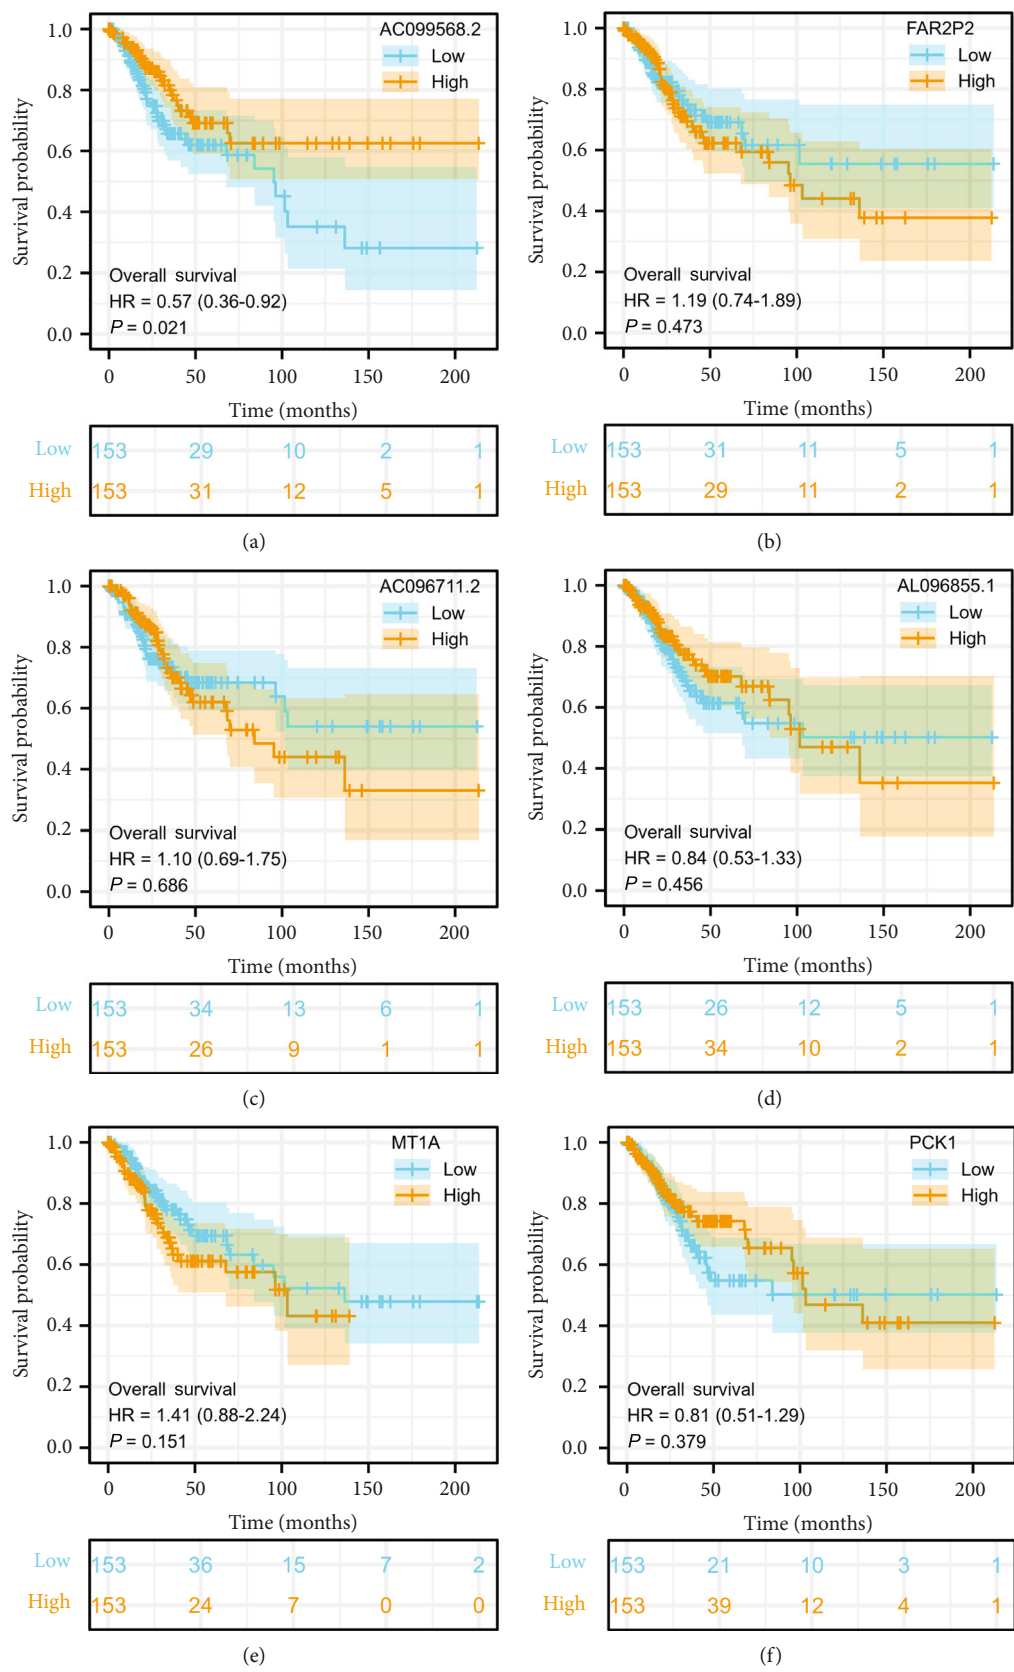 AC099568.2
Low
High
Survival probability
1.0
0.8
0.6
0.4
0.2
0.0
Overall survival
HR = 0.57 (0.36-0.92)
P = 0.021
0 50 100 150 200
Time (months)
Low 153 29 10 2 1
High 153 31 12 5 1
(a)
FAR2P2
Low
High
Survival probability
1.0
0.8
0.6
0.4
0.2
0.0
Overall survival
HR = 1.19 (0.74-1.89)
P = 0.473
0 50 100 150 200
Time (months)
Low 153 31 11 5 1
High 153 29 11 2 1
(b)
AC096711.2
Low
High
Survival probability
1.0
0.8
0.6
0.4
0.2
0.0
Overall survival
HR = 1.10 (0.69-1.75)
P = 0.686
0 50 100 150 200
Time (months)
Low 153 34 13 6 1
High 153 26 9 1 1
(c)
AL096855.1
Low
High
Survival probability
1.0
0.8
0.6
0.4
0.2
0.0
Overall survival
HR = 0.84 (0.53-1.33)
P = 0.456
0 50 100 150 200
Time (months)
Low 153 26 12 5 1
High 153 34 10 2 1
(d)
MT1A
Low
High
Survival probability
1.0
0.8
0.6
0.4
0.2
0.0
Overall survival
HR = 1.41 (0.88-2.24)
P = 0.151
0 50 100 150 200
Time (months)
Low 153 36 15 7 2
High 153 24 7 0 0
(e)
PCK1
Low
High
Survival probability
1.0
0.8
0.6
0.4
0.2
0.0
Overall survival
HR = 0.81 (0.51-1.29)
P = 0.379
0 50 100 150 200
Time (months)
Low 153 21 10 3 1
High 153 39 12 4 1
(f)